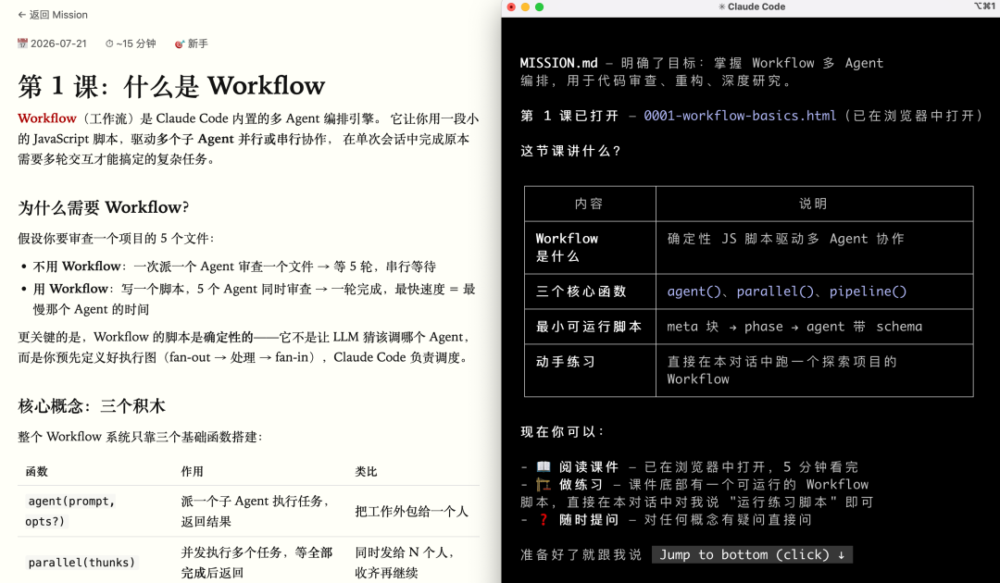 ← 返回 Mission
📅 2026-07-21 ⏱ ~15 分钟 🎯 新手
第 1 课：什么是 Workflow
Workflow（工作流）是 Claude Code 内置的多 Agent 编排引擎。 它让你用一段小
的 JavaScript 脚本，驱动多个子 Agent 并行或串行协作， 在单次会话中完成原本
需要多轮交互才能搞定的复杂任务。
为什么需要 Workflow?
假设你要审查一个项目的 5 个文件：
• 不用 Workflow：一次派一个 Agent 审查一个文件 → 等 5 轮，串行等待
• 用 Workflow：写一个脚本，5 个 Agent 同时审查 → 一轮完成，最快速度 = 最
慢那个 Agent 的时间
更关键的是，Workflow 的脚本是确定性的——它不是让 LLM 猜该调哪个 Agent，
而是你预先定义好执行图（fan-out → 处理 → fan-in），Claude Code 负责调度。
核心概念：三个积木
整个 Workflow 系统只靠三个基础函数搭建：
函数 作用 类比
agent(prompt, opts?) 派一个子 Agent 执行任务，返回结果 把工作外包给一个人
parallel(thunks) 并发执行多个任务，等全部完成后返回 同时发给 N 个人，收齐再继续
✳ Claude Code
⌥⌘1
MISSION.md – 明确了目标：掌握 Workflow 多 Agent
编排，用于代码审查、重构、深度研究。
第 1 课已打开 – 0001-workflow-basics.html（已在浏览器中打开）
这节课讲什么？
内容 说明
Workflow 是什么 确定性 JS 脚本驱动多 Agent 协作
三个核心函数 agent()、parallel()、pipeline()
最小可运行脚本 meta 块 → phase → agent 带 schema
动手练习 直接在本对话中跑一个探索项目的 Workflow
现在你可以：
- 📖 阅读课件 – 已在浏览器中打开，5 分钟看完
- 🏗️ 做练习 – 课件底部有一个可运行的 Workflow
脚本，直接在本对话中对我说 "运行练习脚本" 即可
- ❓ 随时提问 – 对任何概念有疑问直接问
准备好了就跟我说 Jump to bottom (click) ↓